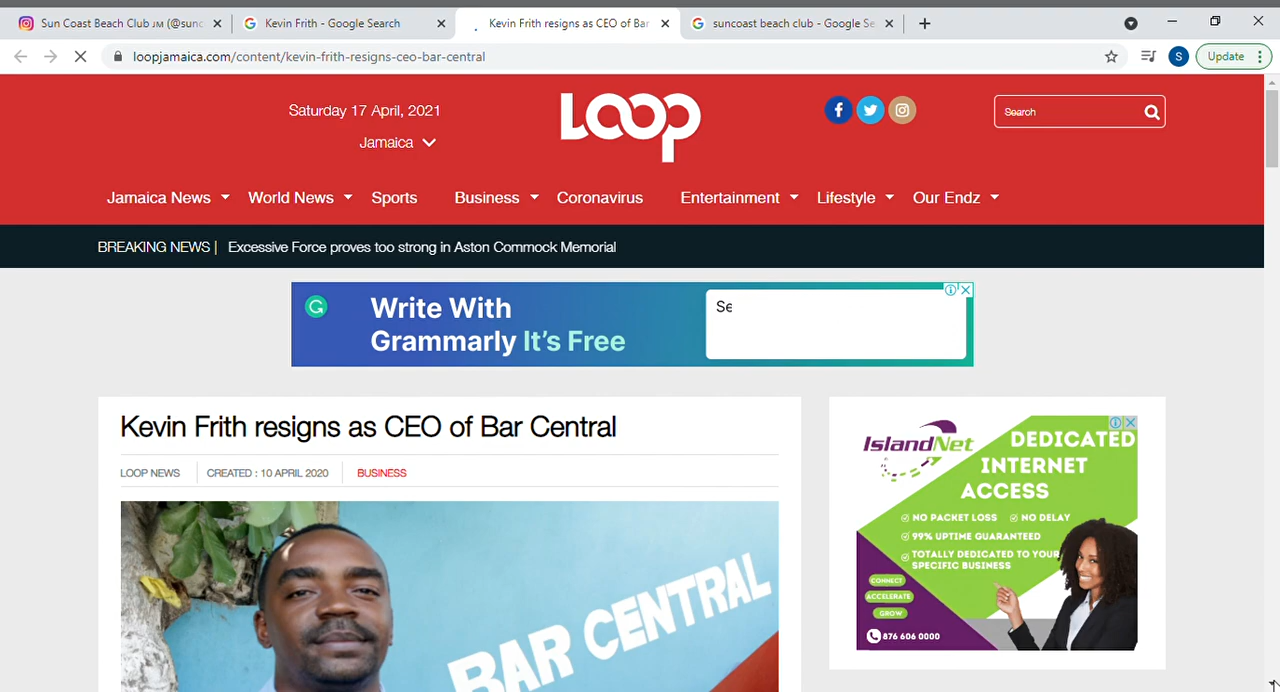 Sun Coast Beach Club JM (@sunc
Kevin Frith - Google Search
Kevin Frith resigns as CEO of Bar
suncoast beach club - Google Se
loopjamaica.com/content/kevin-frith-resigns-ceo-bar-central
S
Update
Saturday 17 April, 2021
Jamaica
LOOP
Search
Jamaica News
World News
Sports
Business
Coronavirus
Entertainment
Lifestyle
Our Endz
BREAKING NEWS | Excessive Force proves too strong in Aston Commock Memorial
Write With
Grammarly It's Free
Se
Kevin Frith resigns as CEO of Bar Central
LOOP NEWS
CREATED : 10 APRIL 2020
BUSINESS
BAR CENTRAL
IslandNet
DEDICATED
INTERNET
ACCESS
NO PACKET LOSS
NO DELAY
99% UPTIME GUARANTEED
TOTALLY DEDICATED TO YOUR
SPECIFIC BUSINESS
CONNECT
ACCELERATE
GROW
876 606 0000